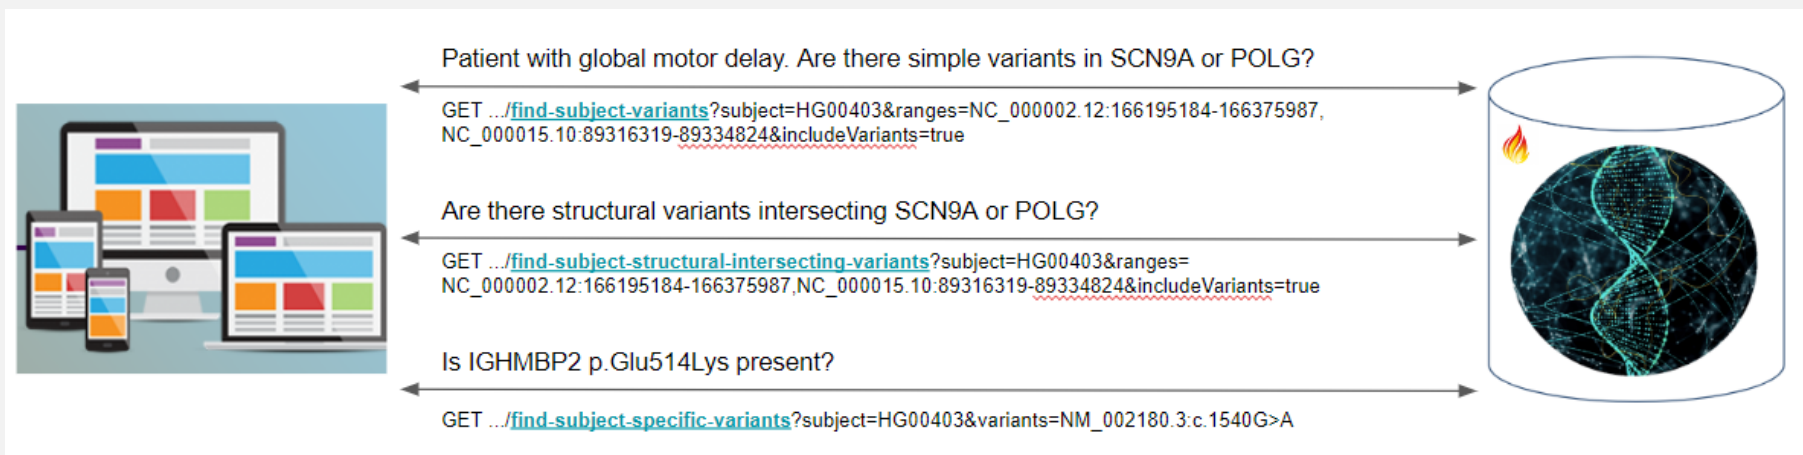 Patient with global motor delay. Are there simple variants in SCN9A or POLG?
GET .../find-subject-variants?subject=HG00403&ranges=NC_000002.12:166195184-166375987,
NC_000015.10:89316319-89334824&includeVariants=true
Are there structural variants intersecting SCN9A or POLG?
GET .../find-subject-structural-intersecting-variants?subject=HG00403&ranges=
NC_000002.12:166195184-166375987,NC_000015.10:89316319-89334824&includeVariants=true
Is IGHMBP2 p.Glu514Lys present?
GET .../find-subject-specific-variants?subject=HG00403&variants=NM_002180.3:c.1540G>A